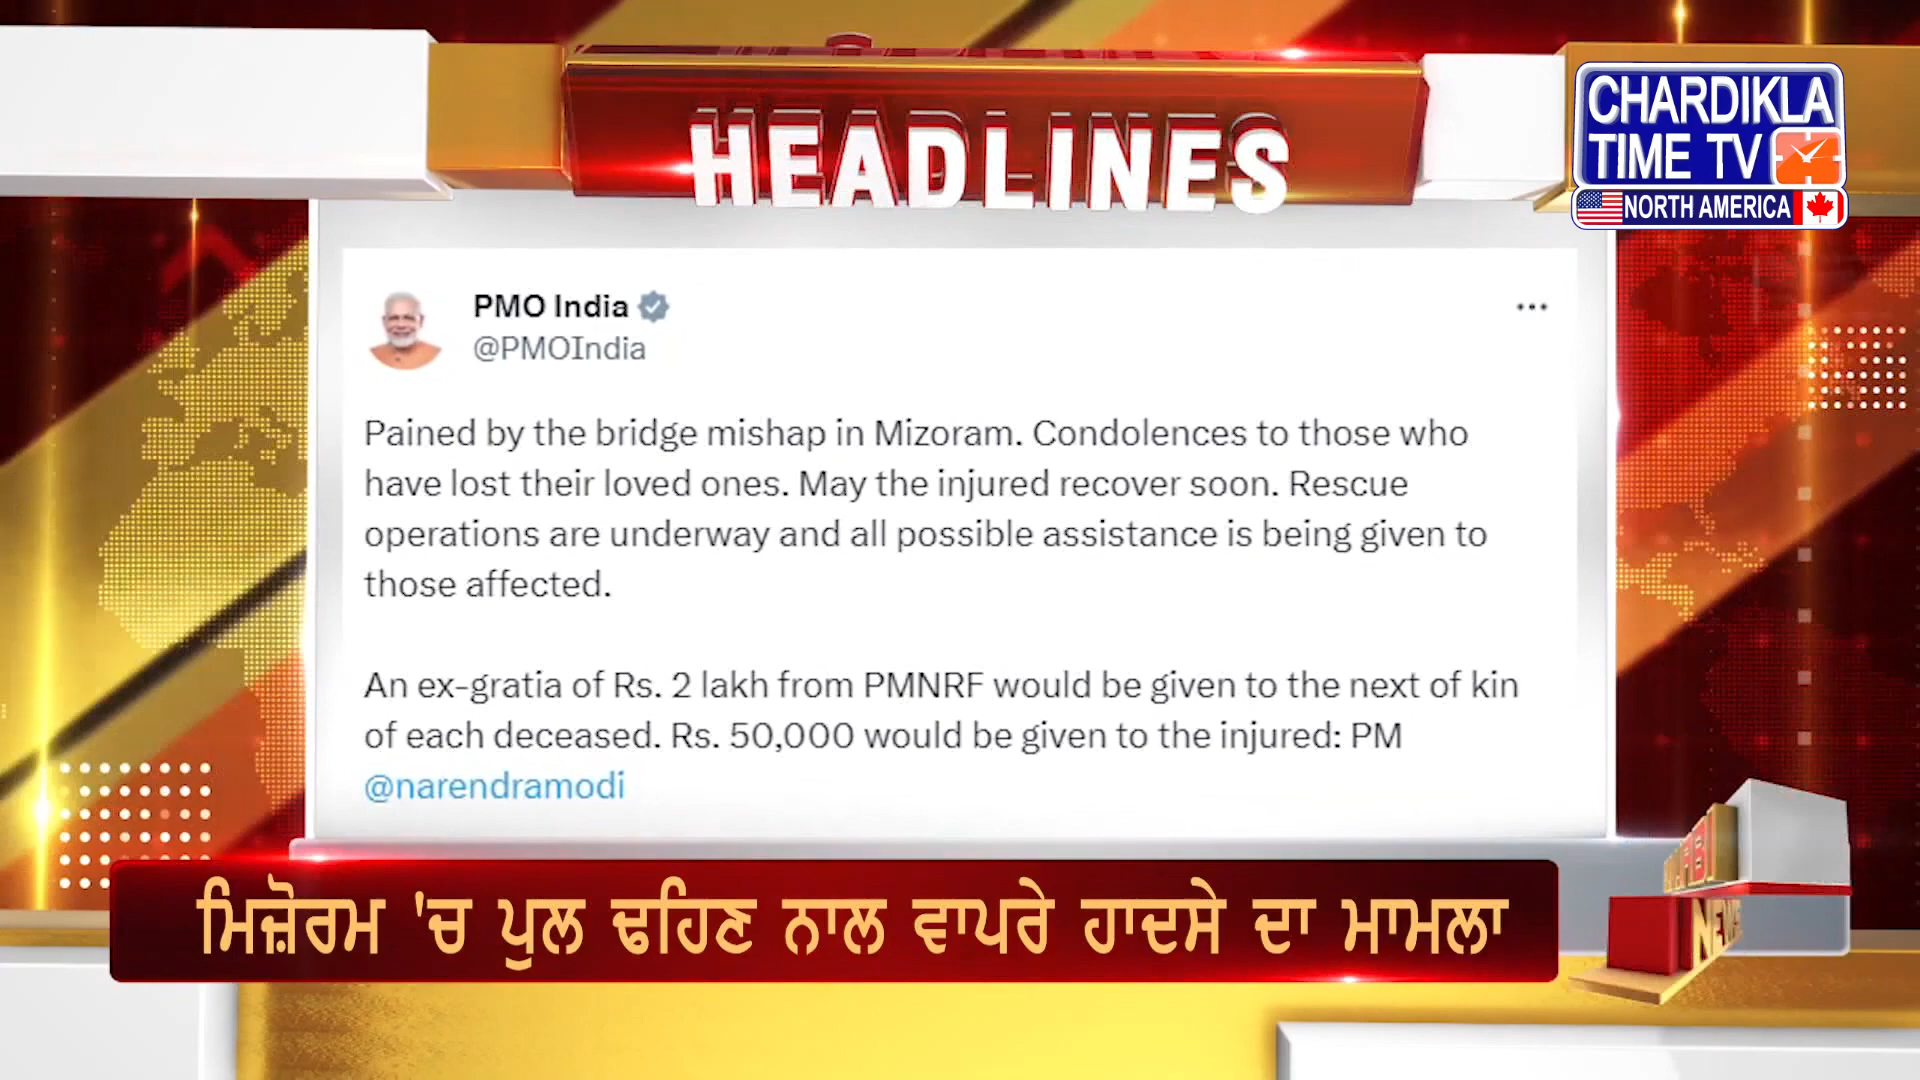 HEADLINES
CHARDIKLA
TIME TV
NORTH AMERICA
PMO India
@PMOIndia
Pained by the bridge mishap in Mizoram. Condolences to those who
have lost their loved ones. May the injured recover soon. Rescue
operations are underway and all possible assistance is being given to
those affected.
An ex-gratia of Rs. 2 lakh from PMNRF would be given to the next of kin
of each deceased. Rs. 50,000 would be given to the injured: PM
@narendramodi
ਮਿਜ਼ੋਰਮ 'ਚ ਪੁਲ ਢਹਿਣ ਨਾਲ ਵਾਪਰੇ ਹਾਦਸੇ ਦਾ ਮਾਮਲਾ
NEWS